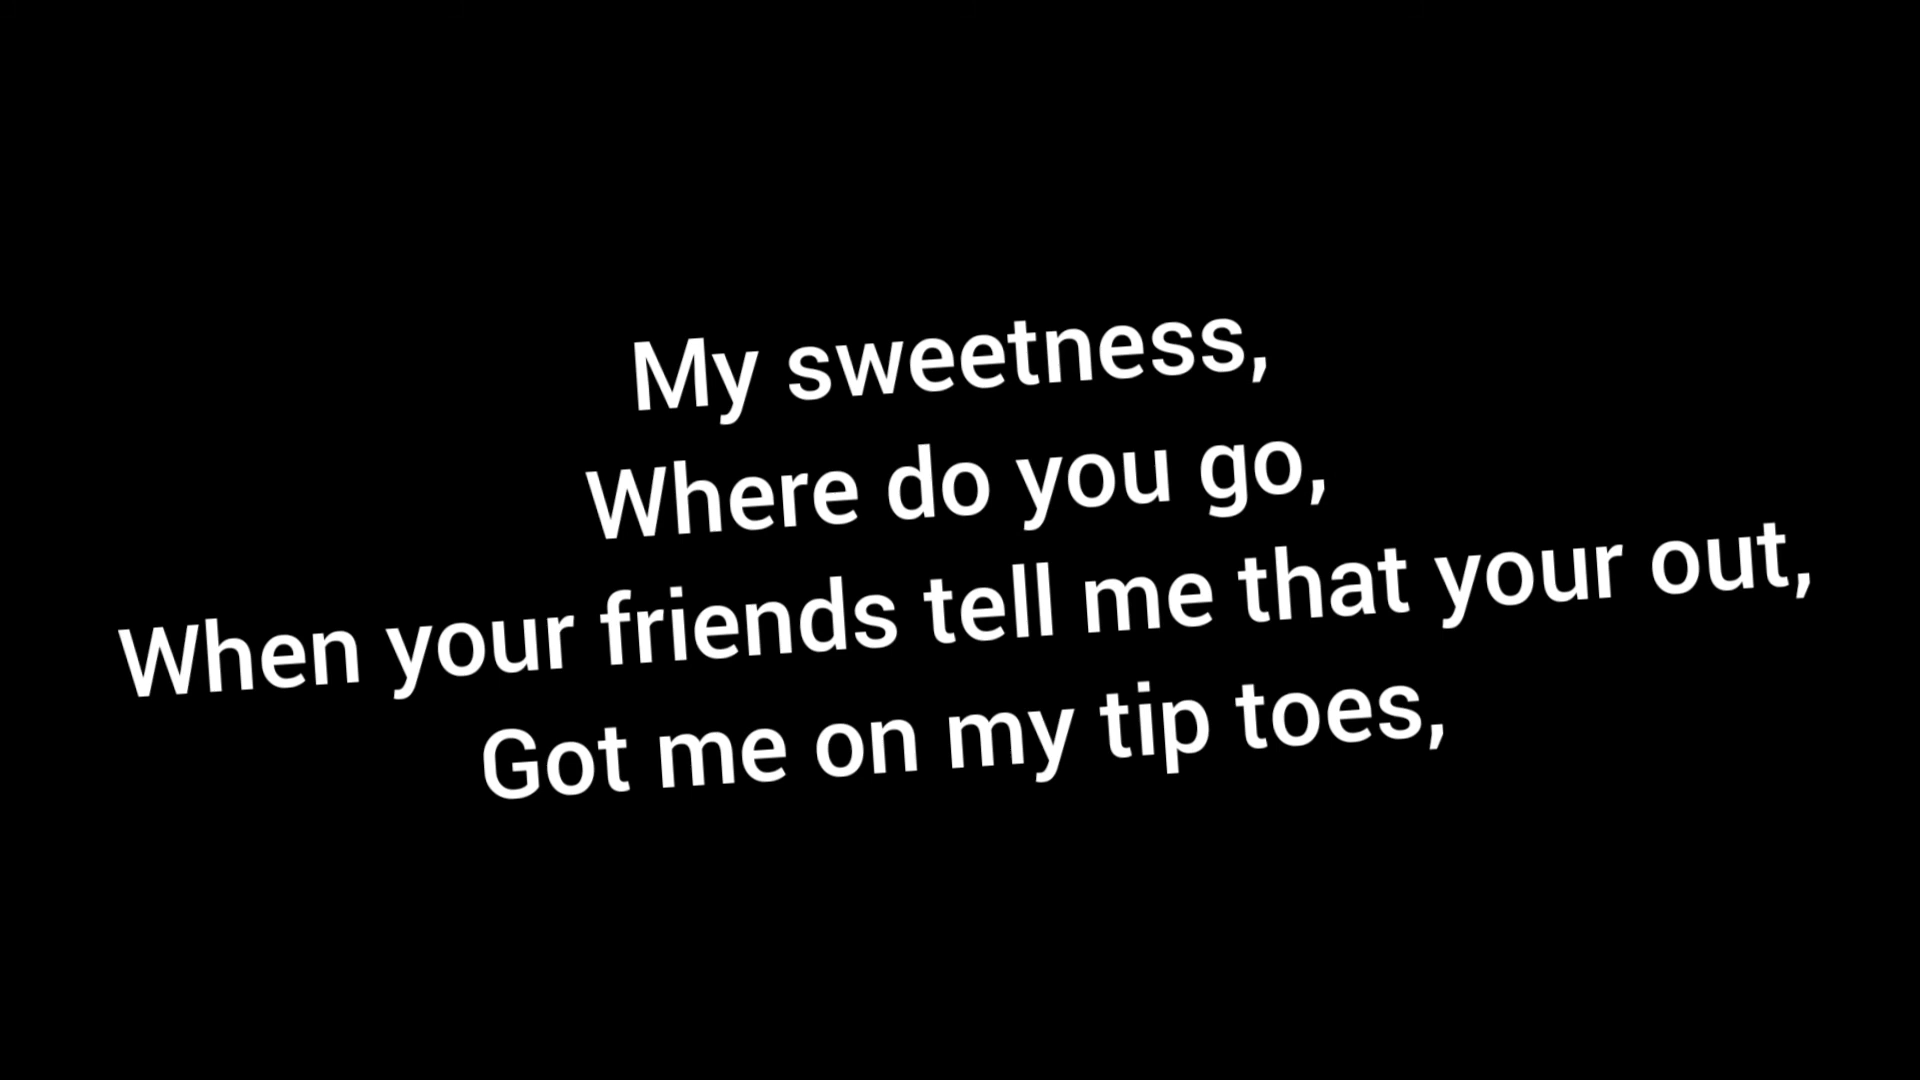 My sweetness,
Where do you go,
When your friends tell me that your out,
Got me on my tip toes,